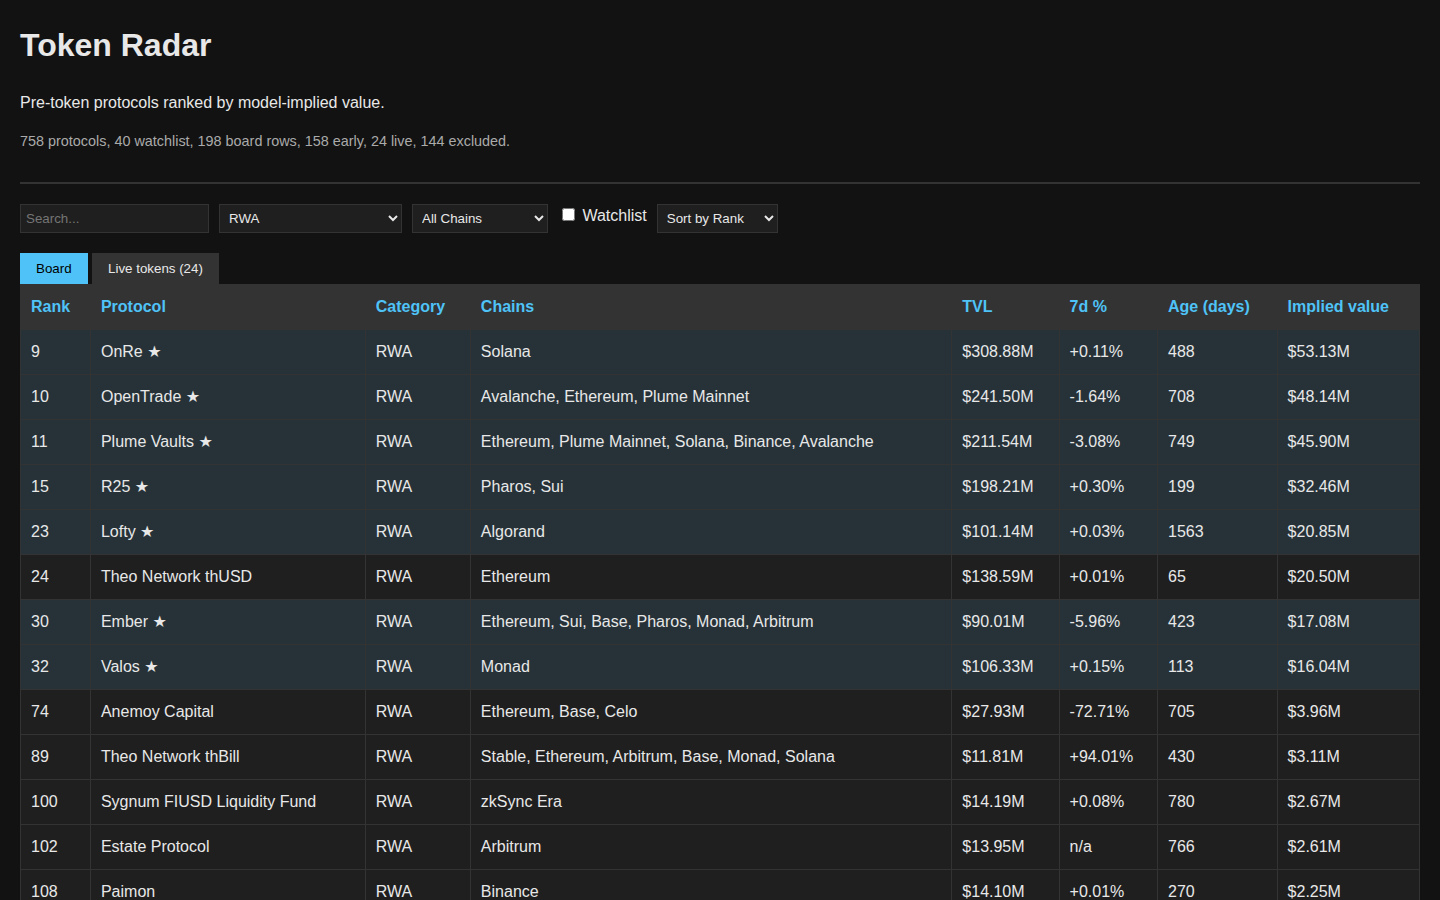 Token Radar
Pre-token protocols ranked by model-implied value.
758 protocols, 40 watchlist, 198 board rows, 158 early, 24 live, 144 excluded.
Search... RWA All Chains Watchlist Sort by Rank
Board Live tokens (24)
Rank Protocol Category Chains TVL 7d % Age (days) Implied value
9 OnRe ★ RWA Solana $308.88M +0.11% 488 $53.13M
10 OpenTrade ★ RWA Avalanche, Ethereum, Plume Mainnet $241.50M -1.64% 708 $48.14M
11 Plume Vaults ★ RWA Ethereum, Plume Mainnet, Solana, Binance, Avalanche $211.54M -3.08% 749 $45.90M
15 R25 ★ RWA Pharos, Sui $198.21M +0.30% 199 $32.46M
23 Lofty ★ RWA Algorand $101.14M +0.03% 1563 $20.85M
24 Theo Network thUSD RWA Ethereum $138.59M +0.01% 65 $20.50M
30 Ember ★ RWA Ethereum, Sui, Base, Pharos, Monad, Arbitrum $90.01M -5.96% 423 $17.08M
32 Valos ★ RWA Monad $106.33M +0.15% 113 $16.04M
74 Anemoy Capital RWA Ethereum, Base, Celo $27.93M -72.71% 705 $3.96M
89 Theo Network thBill RWA Stable, Ethereum, Arbitrum, Base, Monad, Solana $11.81M +94.01% 430 $3.11M
100 Sygnum FIUSD Liquidity Fund RWA zkSync Era $14.19M +0.08% 780 $2.67M
102 Estate Protocol RWA Arbitrum $13.95M n/a 766 $2.61M
108 Paimon RWA Binance $14.10M +0.01% 270 $2.25M